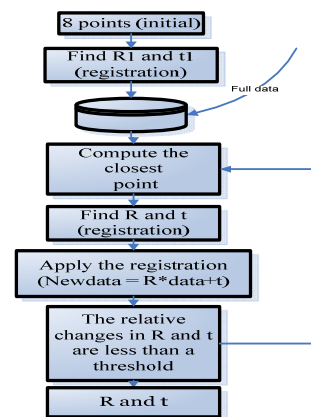 8 points (initial)
Find R1 and t1
(registration)
Full data
Compute the
closest
point
Find R and t
(registration)
Apply the registration
(Newdata = R*data+t)
The relative
changes in R and t
are less than a
threshold
R and t